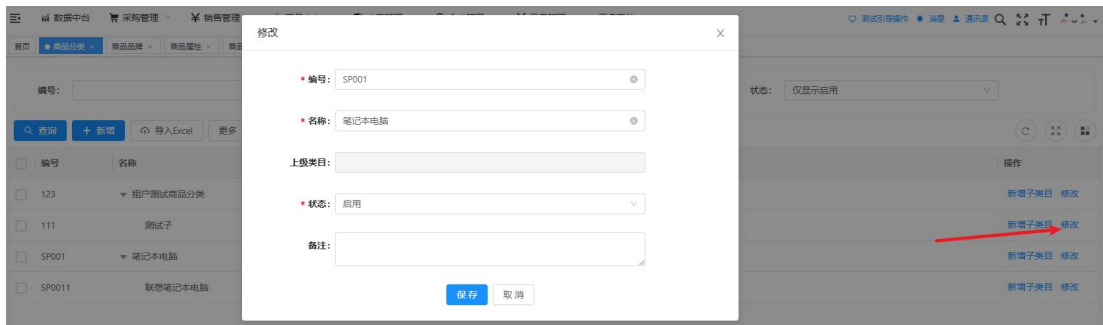 数据中台 采购管理 销售管理
测试引导操作 消息 通讯录
首页 商品分类 × 商品品牌 × 商品属性 ×
修改
编号:
状态: 仅显示启用
查询 + 新增 导入Excel 更多
编号 名称 操作
123 租户测试商品分类 新增子类目 修改
111 测试子 新增子类目 修改
SP001 笔记本电脑 新增子类目 修改
SP0011 联想笔记本电脑 新增子类目 修改
* 编号: SP001
* 名称: 笔记本电脑
上级类目:
* 状态: 启用
备注:
保存 取消